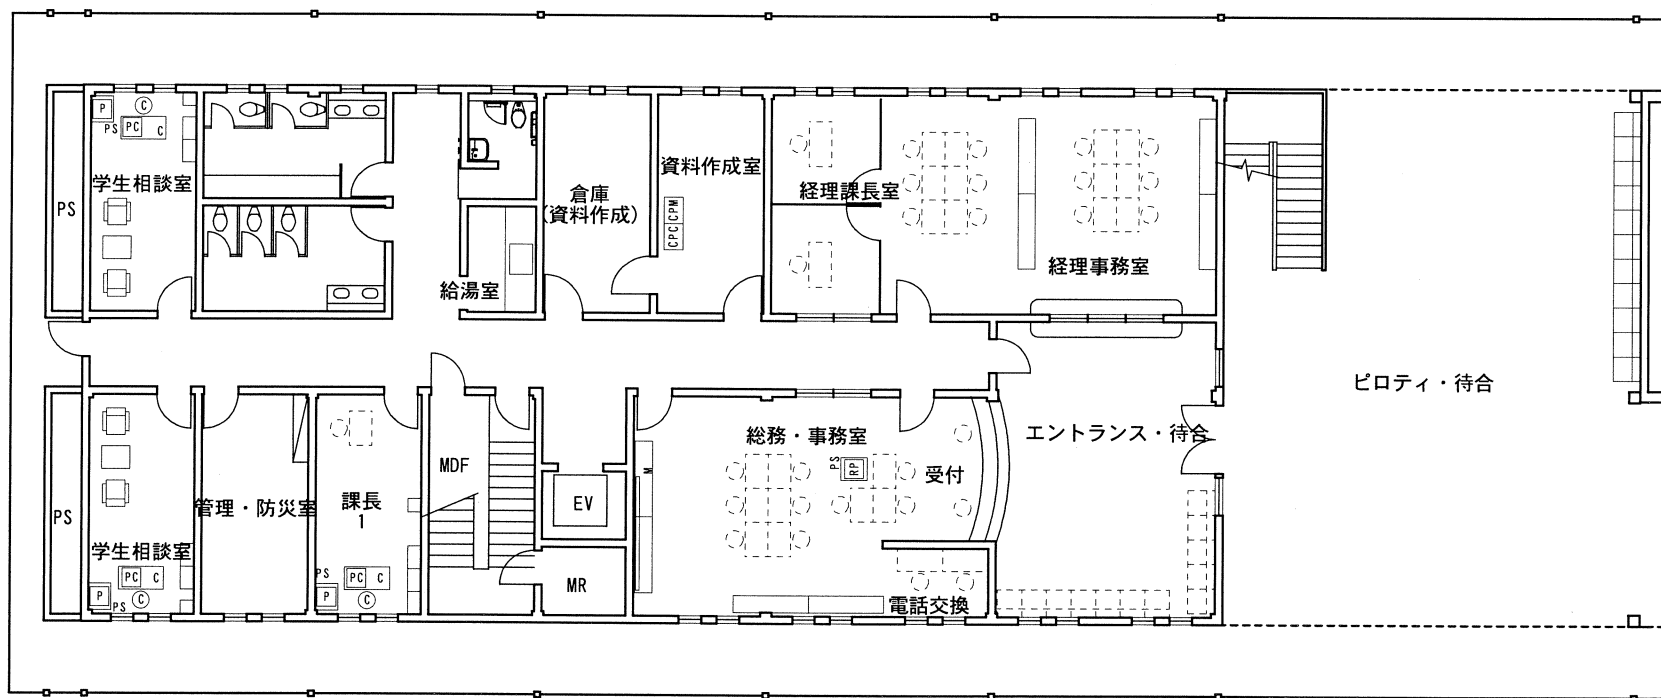 P
C
PS
PC
C
学生相談室
PS
倉庫
(資料作成)
資料作成室
CPM
CPC
経理課長室
経理事務室
給湯室
ピロティ・待合
エントランス・待合
総務・事務室
受付
PS
RP
M
MDF
EV
MR
課長
1
管理・防災室
学生相談室
PS
PC
C
P
PS
C
PS
PC
C
P
C
電話交換